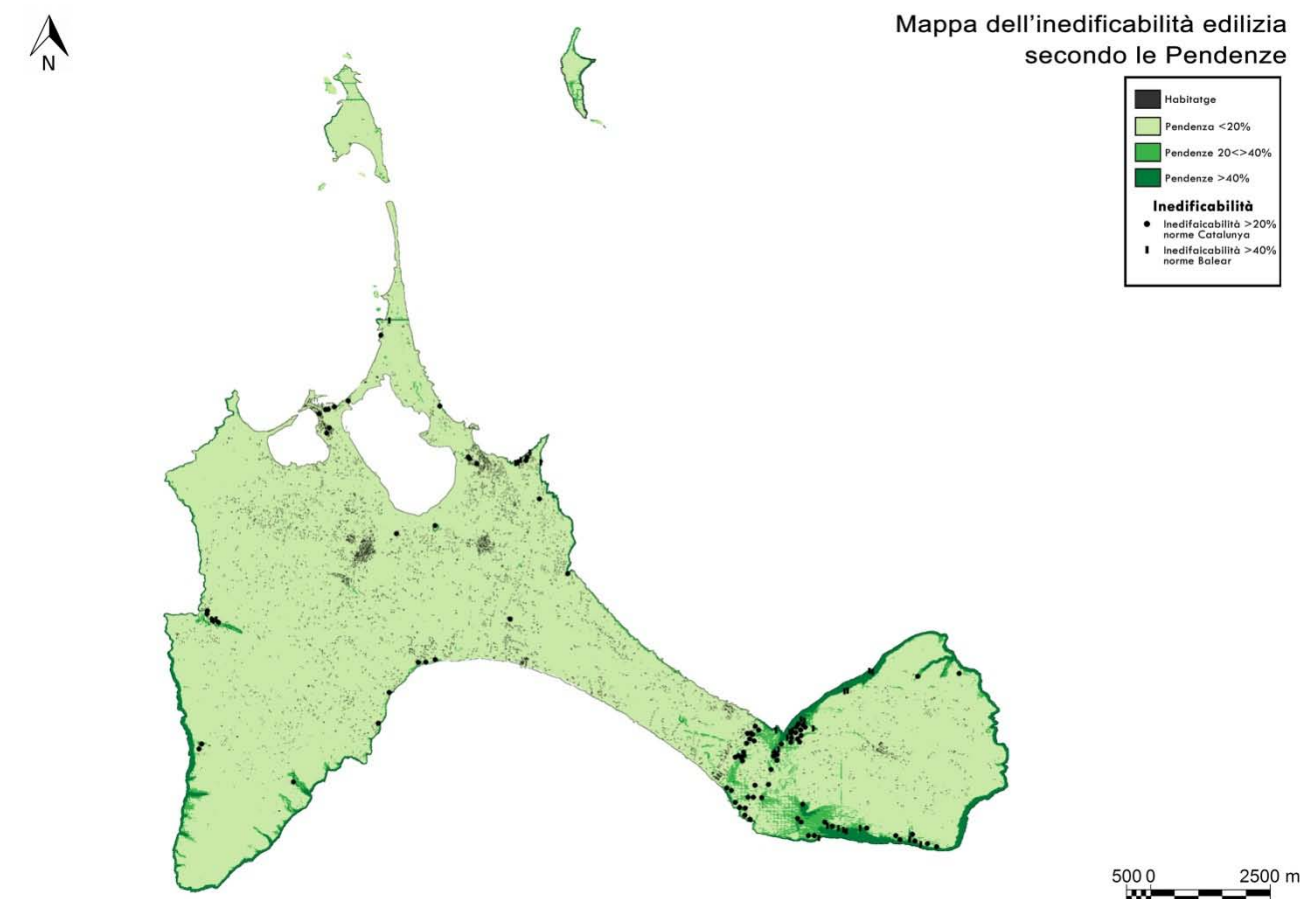 N
Mappa dell'inedificabilità edilizia
secondo le Pendenze
Habitatge
Pendenza <20%
Pendenze 20<>40%
Pendenze >40%
Inedificabilità
Inedifaicabilità >20%
norme Catalunya
Inedifaicabilità >40%
norme Balear
500 0 2500 m